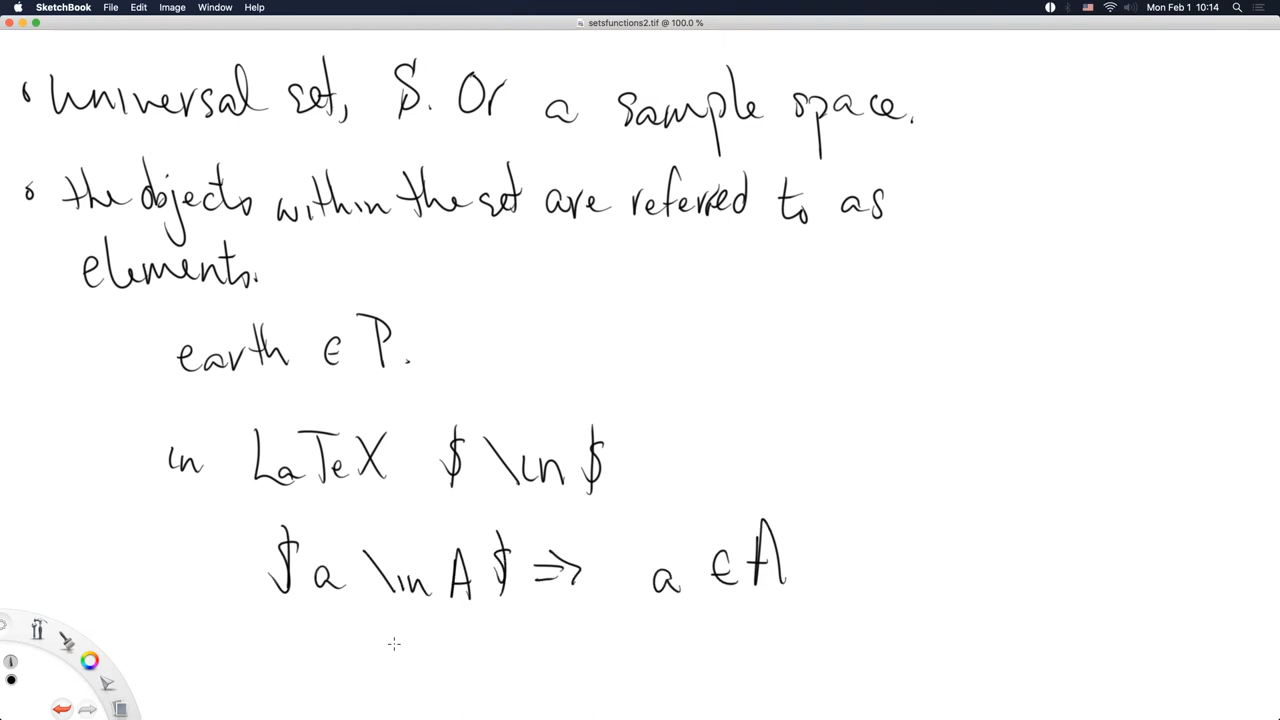 SketchBook File Edit Image Window Help Mon Feb 1 10:14
setsfunctions2.tif @ 100.0 %
• Universal set, S. Or a sample space.
• the objects within the set are referred to as
elements.
earth ∈ P.
in LaTeX $ \in $
$ a \in A $ ⇒ a ∈ A